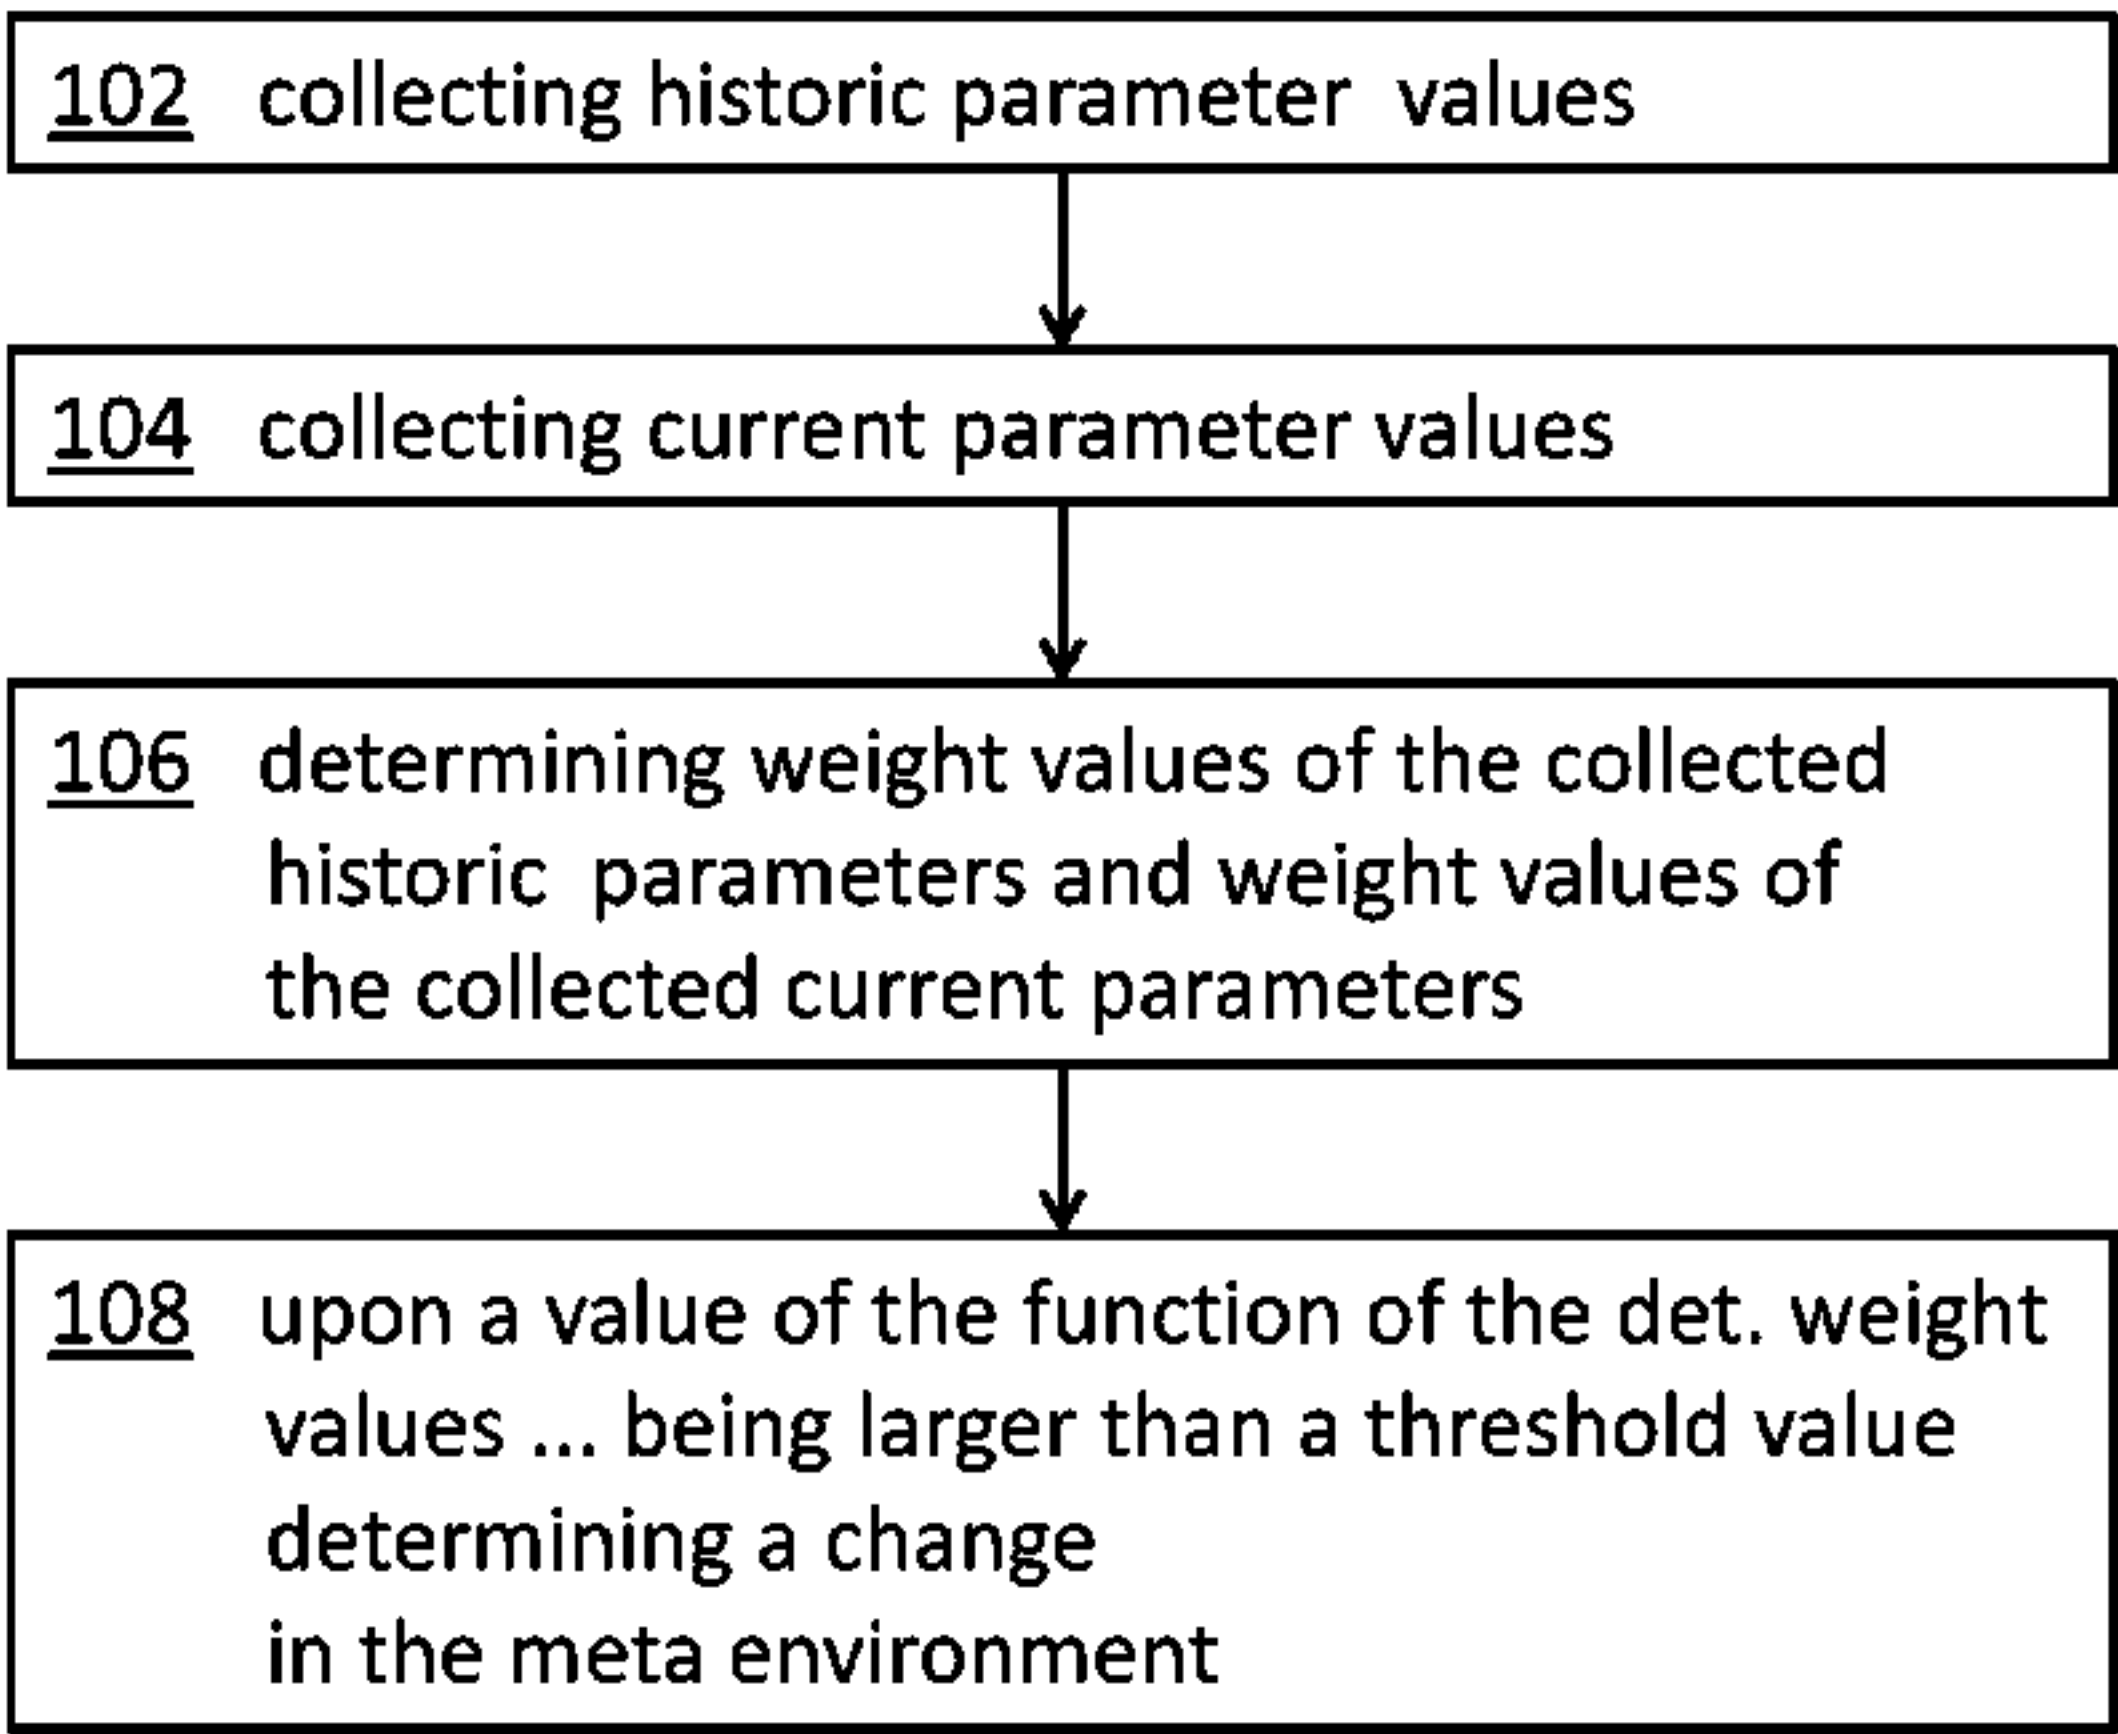 102 collecting historic parameter values
104 collecting current parameter values
106 determining weight values of the collected
historic parameters and weight values of
the collected current parameters
108 upon a value of the function of the det. weight
values ... being larger than a threshold value
determining a change
in the meta environment